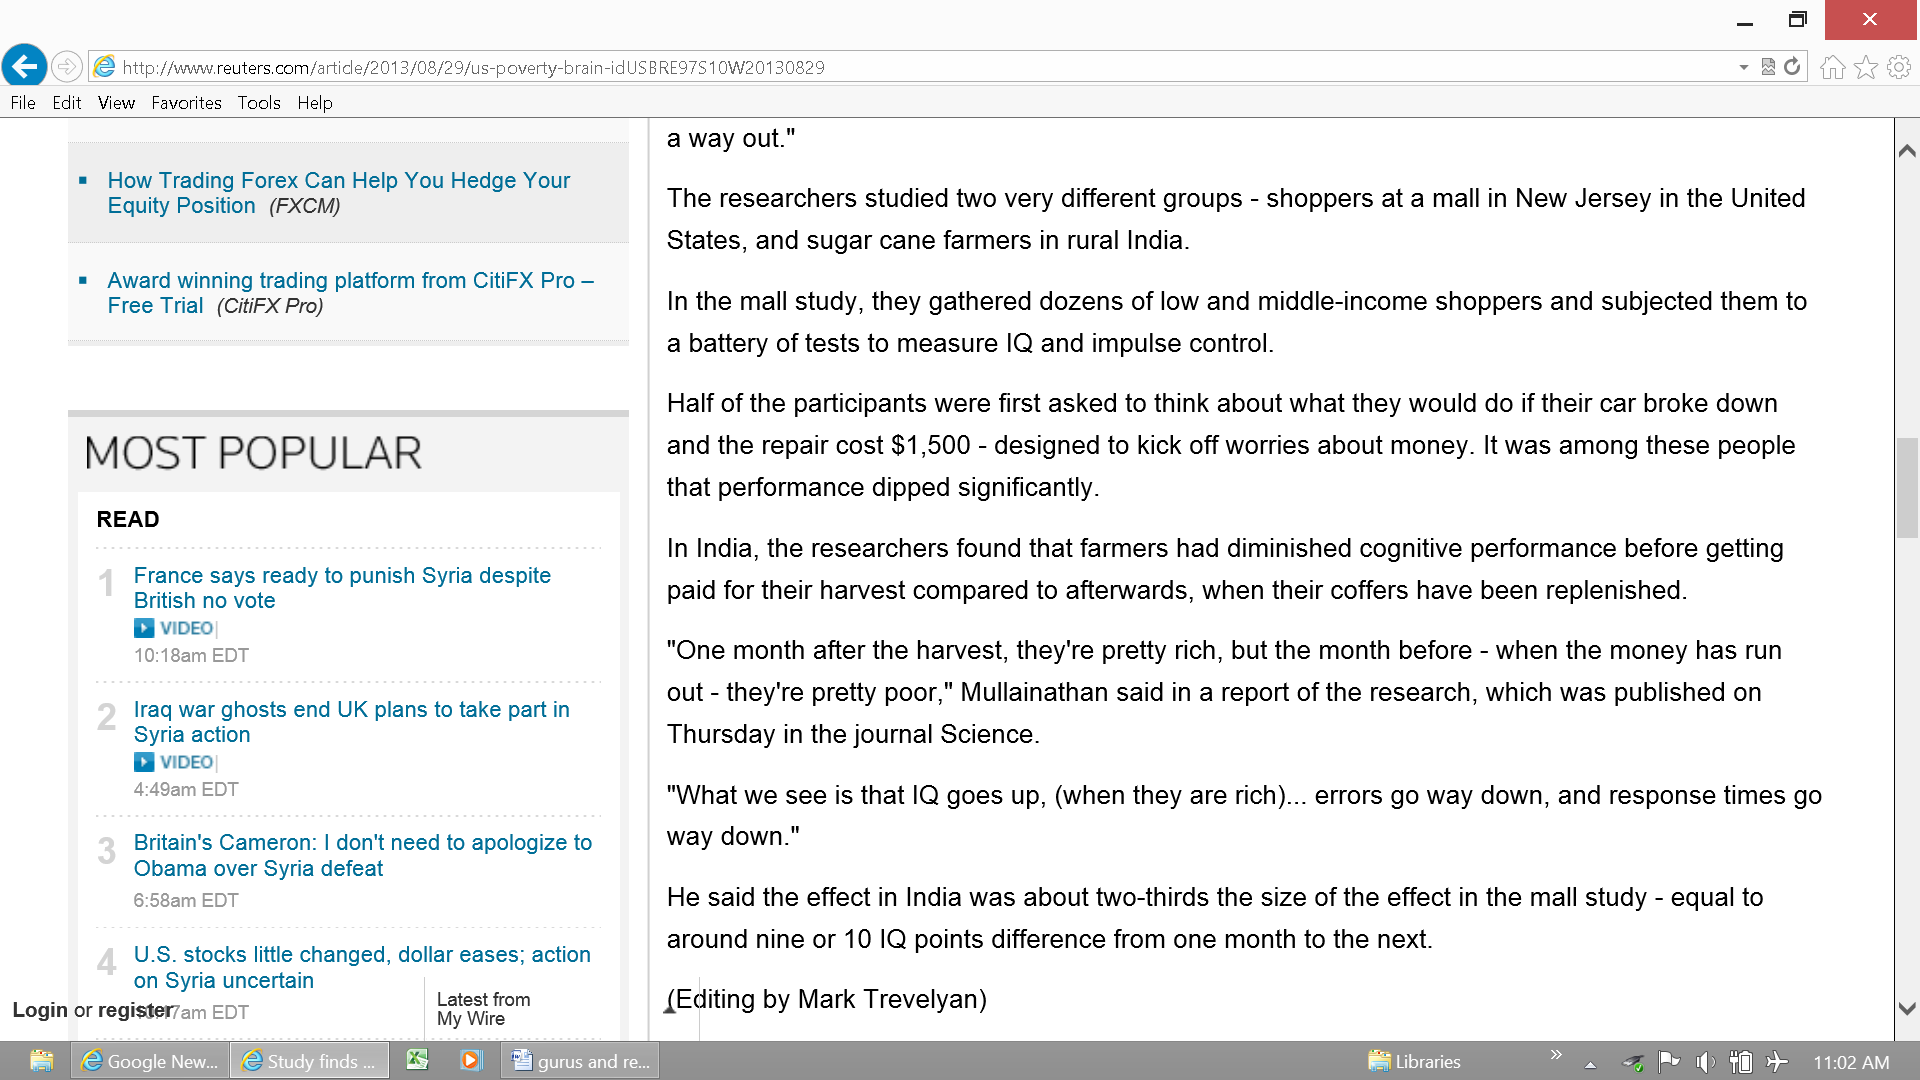 http://www.reuters.com/article/2013/08/29/us-poverty-brain-idUSBRE97S10W20130829
File Edit View Favorites Tools Help
How Trading Forex Can Help You Hedge Your
Equity Position (FXCM)
Award winning trading platform from CitiFX Pro –
Free Trial (CitiFX Pro)
MOST POPULAR
READ
1 France says ready to punish Syria despite
British no vote
VIDEO|
10:18am EDT
2 Iraq war ghosts end UK plans to take part in
Syria action
VIDEO|
4:49am EDT
3 Britain's Cameron: I don't need to apologize to
Obama over Syria defeat
6:58am EDT
4 U.S. stocks little changed, dollar eases; action
on Syria uncertain
7am EDT
a way out."
The researchers studied two very different groups - shoppers at a mall in New Jersey in the United
States, and sugar cane farmers in rural India.
In the mall study, they gathered dozens of low and middle-income shoppers and subjected them to
a battery of tests to measure IQ and impulse control.
Half of the participants were first asked to think about what they would do if their car broke down
and the repair cost $1,500 - designed to kick off worries about money. It was among these people
that performance dipped significantly.
In India, the researchers found that farmers had diminished cognitive performance before getting
paid for their harvest compared to afterwards, when their coffers have been replenished.
"One month after the harvest, they're pretty rich, but the month before - when the money has run
out - they're pretty poor," Mullainathan said in a report of the research, which was published on
Thursday in the journal Science.
"What we see is that IQ goes up, (when they are rich)... errors go way down, and response times go
way down."
He said the effect in India was about two-thirds the size of the effect in the mall study - equal to
around nine or 10 IQ points difference from one month to the next.
(Editing by Mark Trevelyan)
Login or register
Latest from
My Wire
Google New...
Study finds ...
gurus and re...
Libraries
11:02 AM